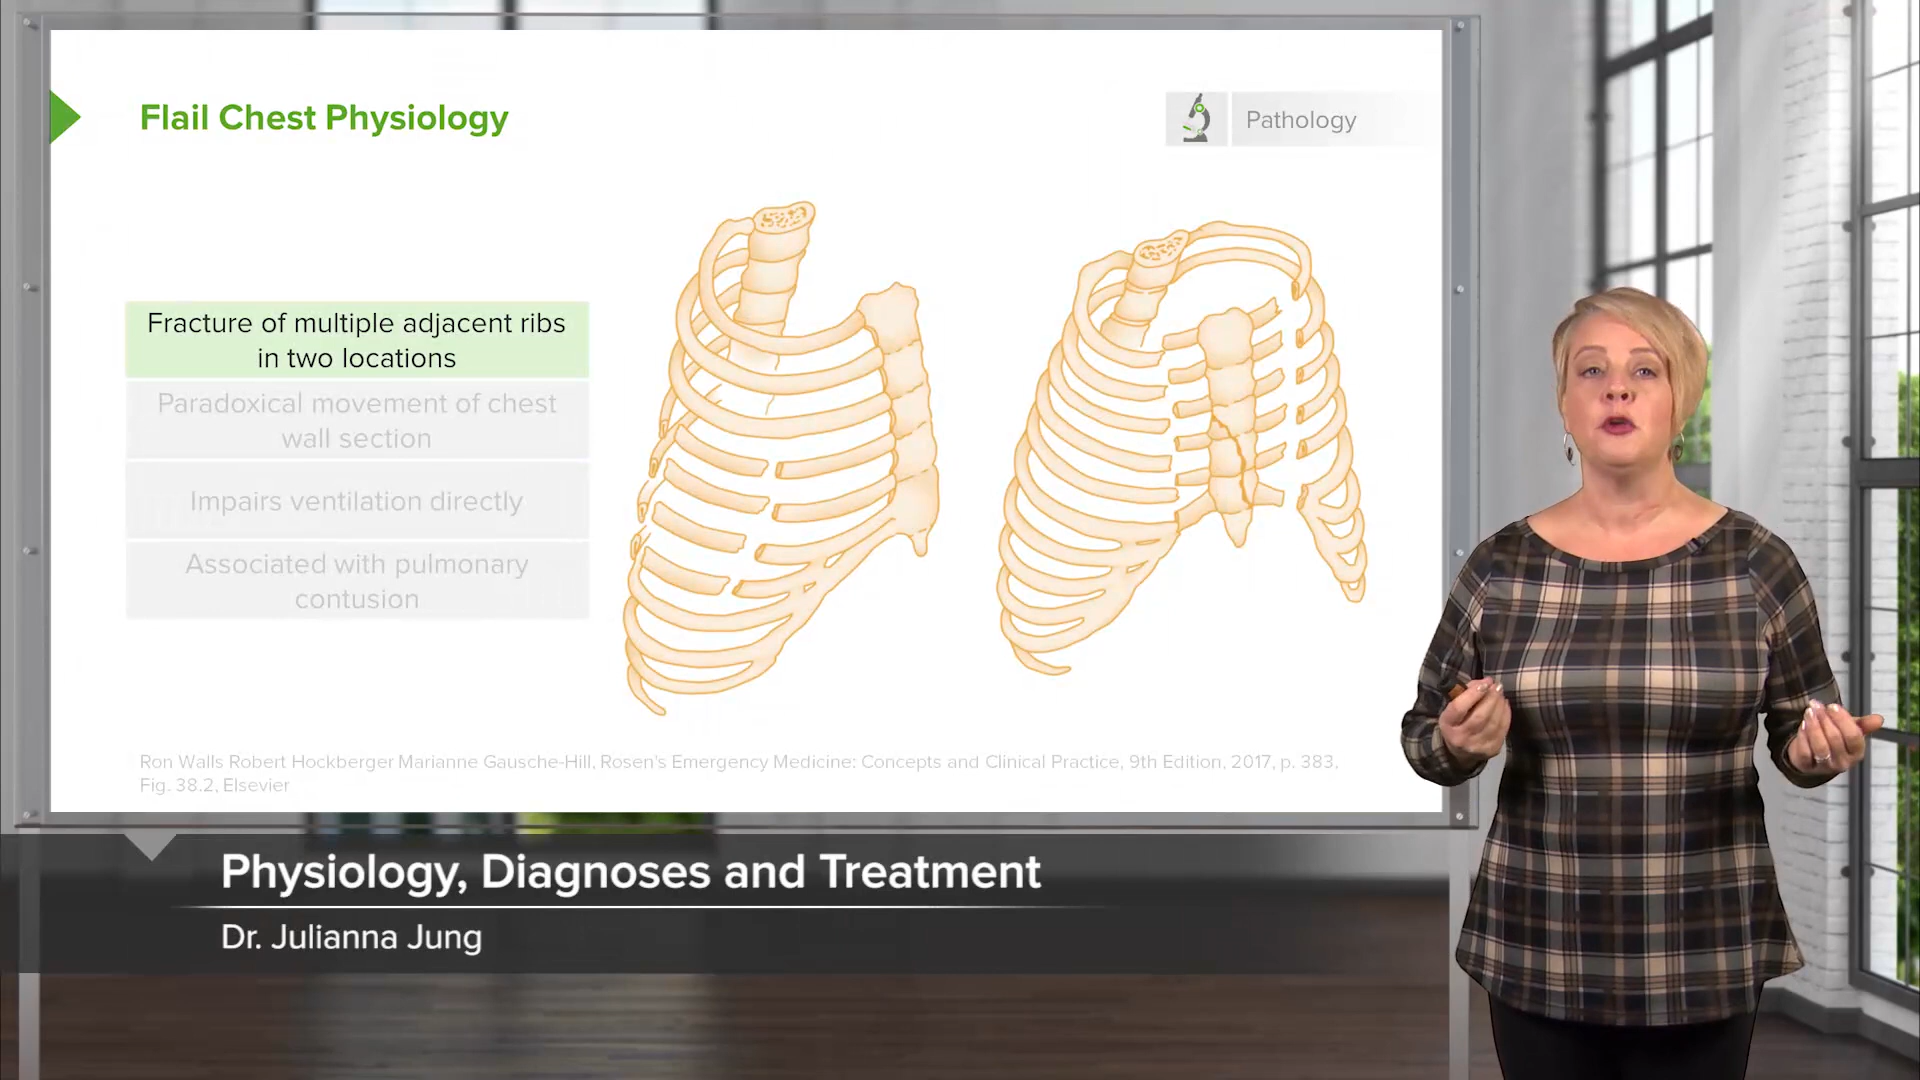 Flail Chest Physiology
Pathology
Fracture of multiple adjacent ribs
in two locations
Paradoxical movement of chest
wall section
Impairs ventilation directly
Associated with pulmonary
contusion
Ron Walls Robert Hockberger Marianne Gausche-Hill, Rosen's Emergency Medicine: Concepts and Clinical Practice, 9th Edition, 2017, p. 383,
Fig. 38.2, Elsevier
Physiology, Diagnoses and Treatment
Dr. Julianna Jung